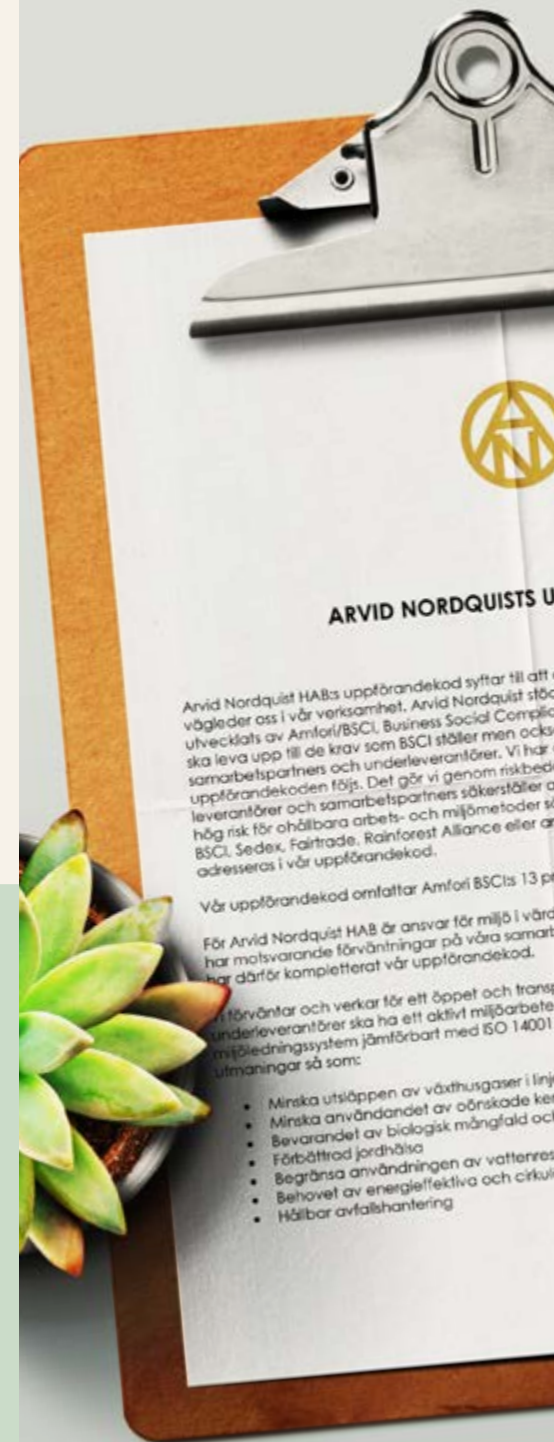 AN
ARVID NORDQUISTS U
Arvid Nordquist HAB:s uppförandekod syftar till att
vägleder oss i vår verksamhet. Arvid Nordquist stöd
utvecklats av Amfori/BSCI, Business Social Complia
ska leva upp till de krav som BSCI ställer men ocks
samarbetspartners och underleverantörer. Vi har
uppförandekoden följs. Det gör vi genom riskbed
leverantörer och samarbetspartners säkerställer a
hög risk för ohållbara arbets- och miljömetoder s
BSCI, Sedex, Fairtrade, Rainforest Alliance eller an
adresseras i vår uppförandekod.
Vår uppförandekod omfattar Amfori BSCI:s 13 pr
För Arvid Nordquist HAB är ansvar för miljö i värd
har motsvarande förväntningar på våra samarb
har därför kompletterat vår uppförandekod.
förväntar och verkar för ett öppet och transp
underleverantörer ska ha ett aktivt miljöarbete
miljöledningssystem jämförbart med ISO 14001
utmaningar så som:
• Minska utsläppen av växthusgaser i linje
• Minska användandet av oönskade ke
• Bevarandet av biologisk mångfald och
• Förbättrad jordhälsa
• Begränsa användningen av vattenres
• Behovet av energieffektiva och cirkul
• Hållbar avfallshantering